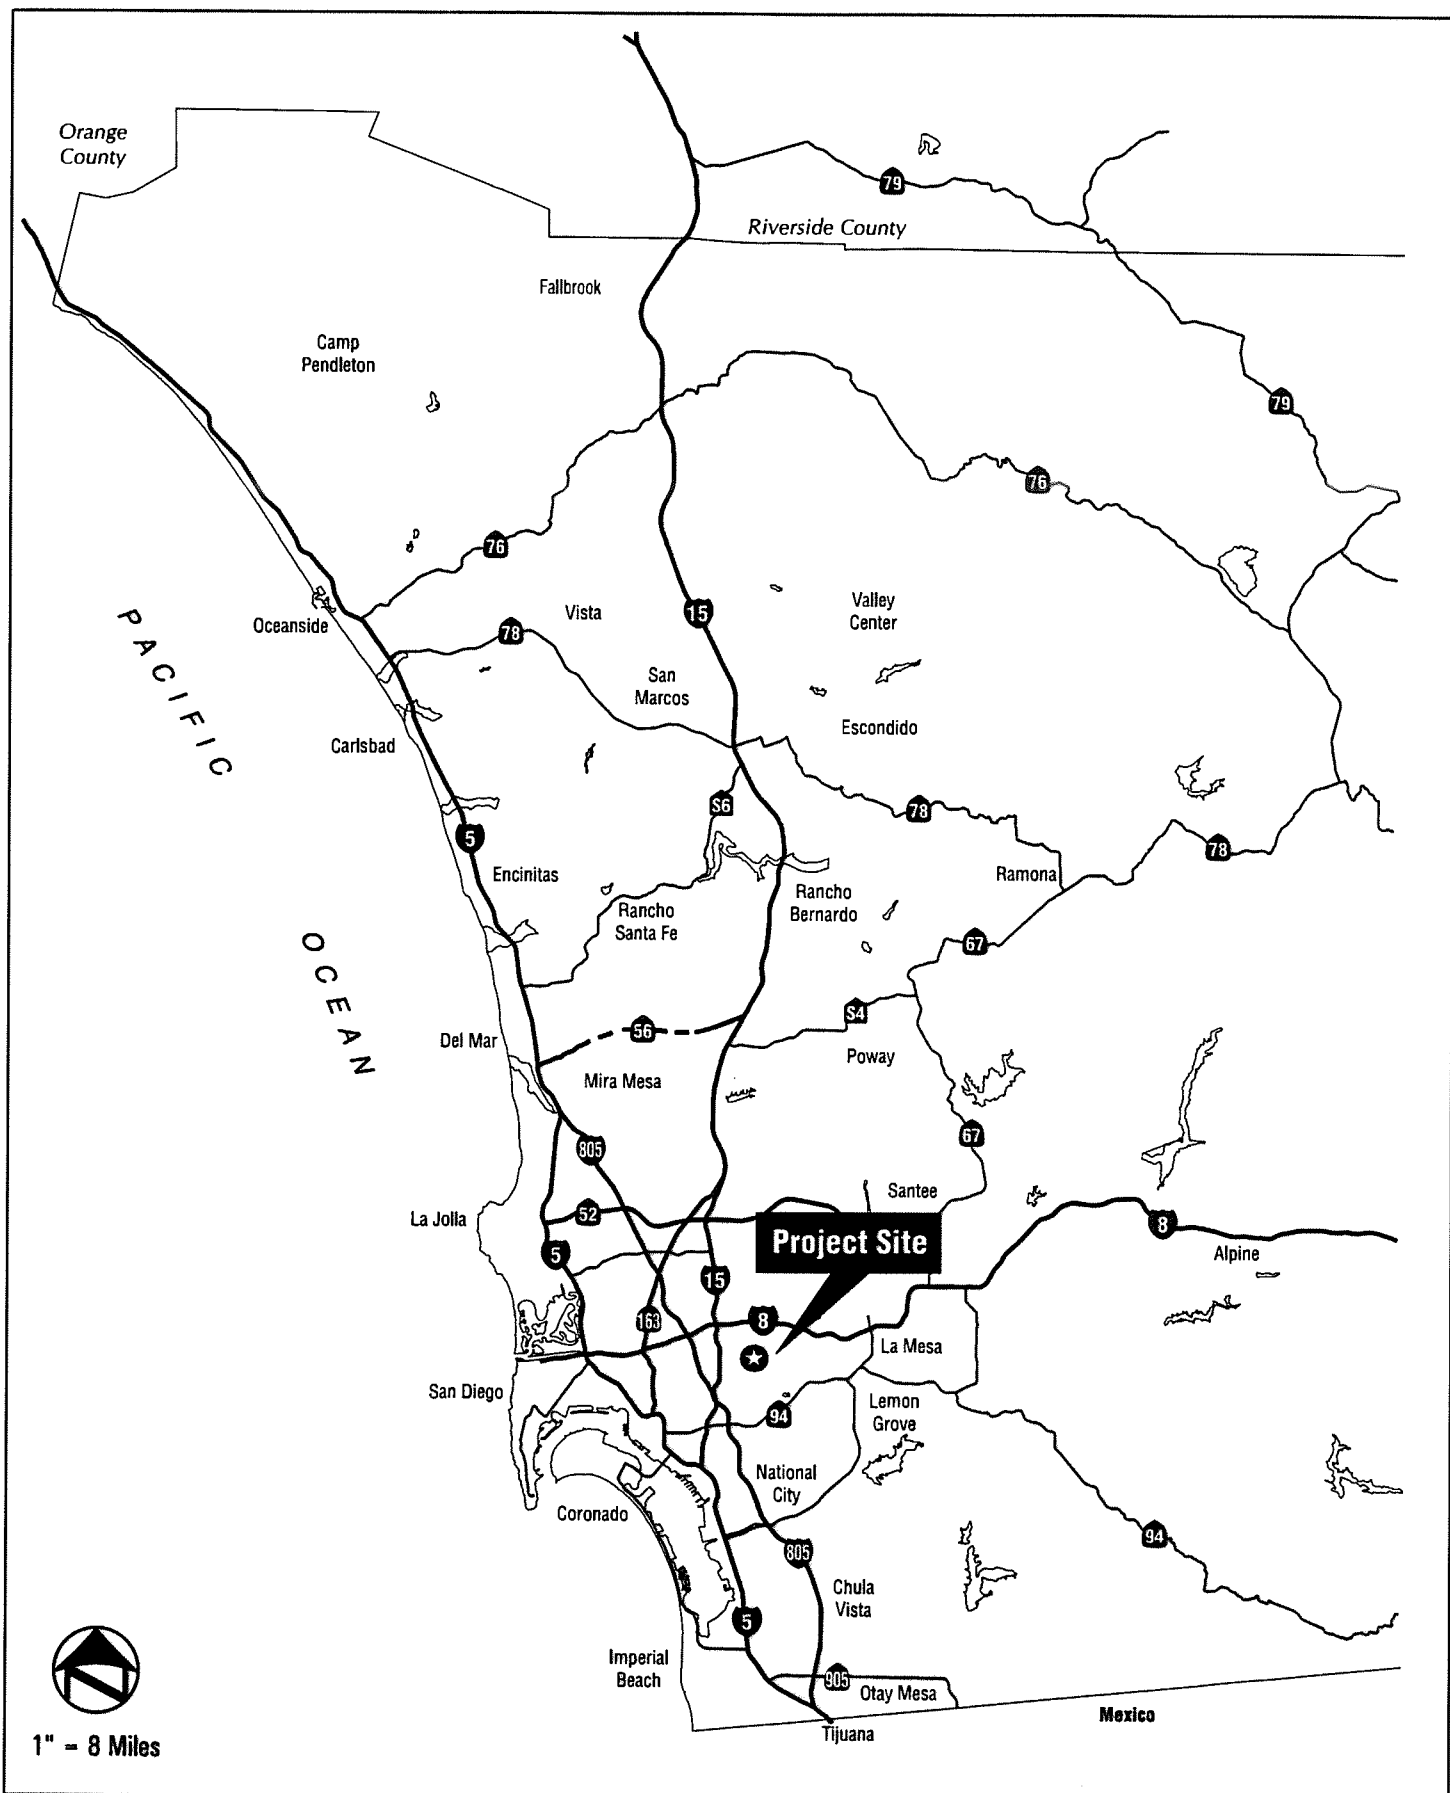 Orange
County
79
Riverside County
Fallbrook
Camp
Pendleton
79
76
76
15
Valley
Center
Vista
Oceanside
78
San
Marcos
PACIFIC
Escondido
Carlsbad
S6
78
5
78
Encinitas
Ramona
Rancho
Bernardo
Rancho
Santa Fe
OCEAN
67
S4
56
Del Mar
Poway
Mira Mesa
67
805
Santee
La Jolla
52
8
Project Site
5
Alpine
15
163
8
La Mesa
San Diego
Lemon
Grove
94
National
City
Coronado
94
805
Chula
Vista
5
Imperial
Beach
905
Otay Mesa
Mexico
Tijuana
1" = 8 Miles